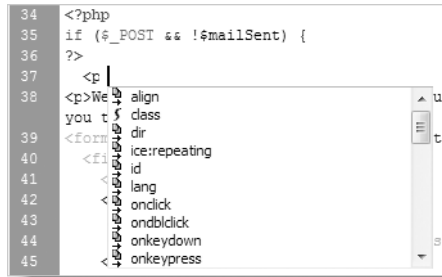 34 <?php
35 if ($_POST && !$mailSent) {
36 ?>
37 <p
38 <p>We
you t
39 <form
40 <fi
41 <
42 <
43
44
45 <
align
class
dir
ice:repeating
id
lang
onclick
ondblclick
onkeydown
onkeypress
u
t
s